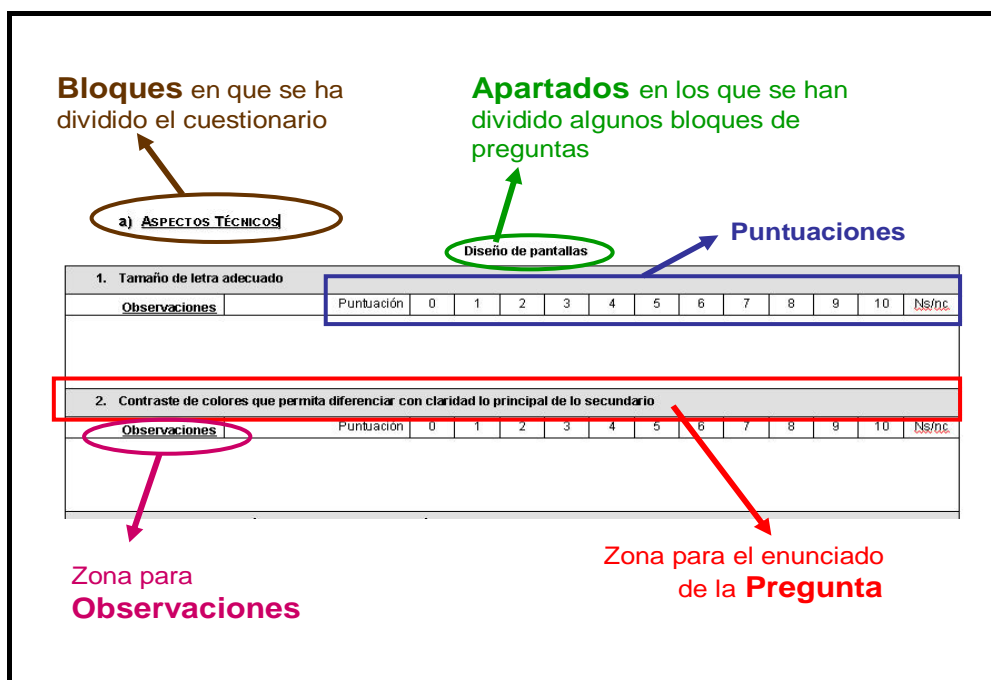 Bloques en que se ha
dividido el cuestionario
Apartados en los que se han
dividido algunos bloques de
preguntas
a) ASPECTOS TÉCNICOS
Puntuaciones
Diseño de pantallas
1. Tamaño de letra adecuado
Observaciones Puntuación 0 1 2 3 4 5 6 7 8 9 10 Ns/nc
2. Contraste de colores que permita diferenciar con claridad lo principal de lo secundario
Observaciones Puntuación 0 1 2 3 4 5 6 7 8 9 10 Ns/nc
Zona para
Observaciones
Zona para el enunciado
de la Pregunta